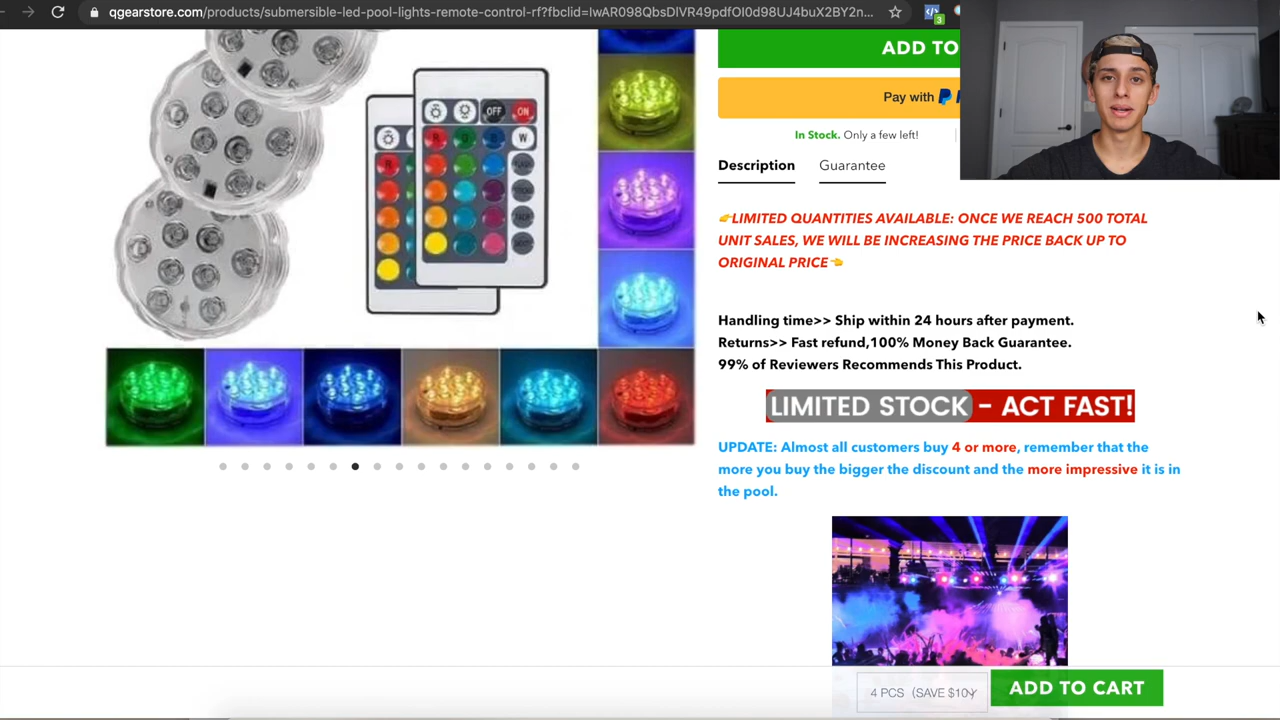 qgearstore.com/products/submersible-led-pool-lights-remote-control-rf?fbclid=IwAR098QbsDlVR49pdfOI0d98UJ4buX2BY2n...
3
ADD TO
Pay with
In Stock. Only a few left!
Description Guarantee
👉LIMITED QUANTITIES AVAILABLE: ONCE WE REACH 500 TOTAL
UNIT SALES, WE WILL BE INCREASING THE PRICE BACK UP TO
ORIGINAL PRICE👈
OFF ON
R G B W
R
Handling time>> Ship within 24 hours after payment.
Returns>> Fast refund,100% Money Back Guarantee.
99% of Reviewers Recommends This Product.
LIMITED STOCK - ACT FAST!
UPDATE: Almost all customers buy 4 or more, remember that the
more you buy the bigger the discount and the more impressive it is in
the pool.
4 PCS (SAVE $10)
ADD TO CART